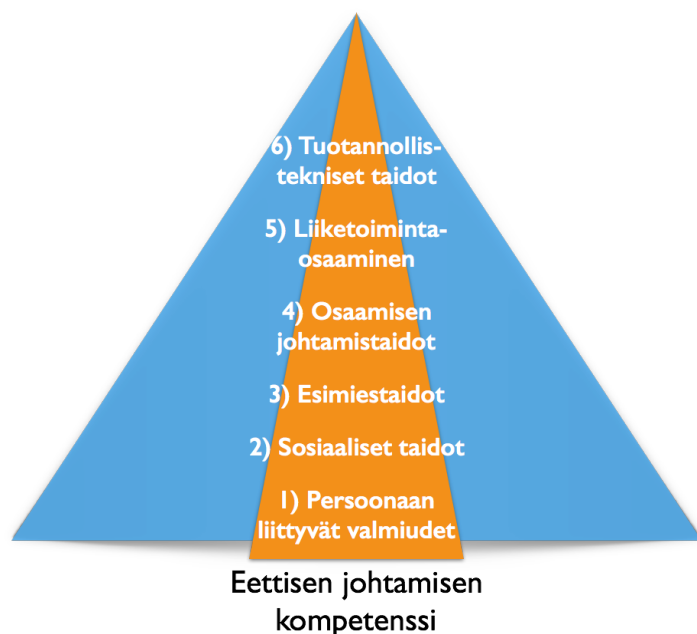 6) Tuotannollis-
tekniset taidot
5) Liiketoiminta-
osaaminen
4) Osaamisen
johtamistaidot
3) Esimiestaidot
2) Sosiaaliset taidot
1) Persoonaan
liittyvät valmiudet
Eettisen johtamisen
kompetenssi